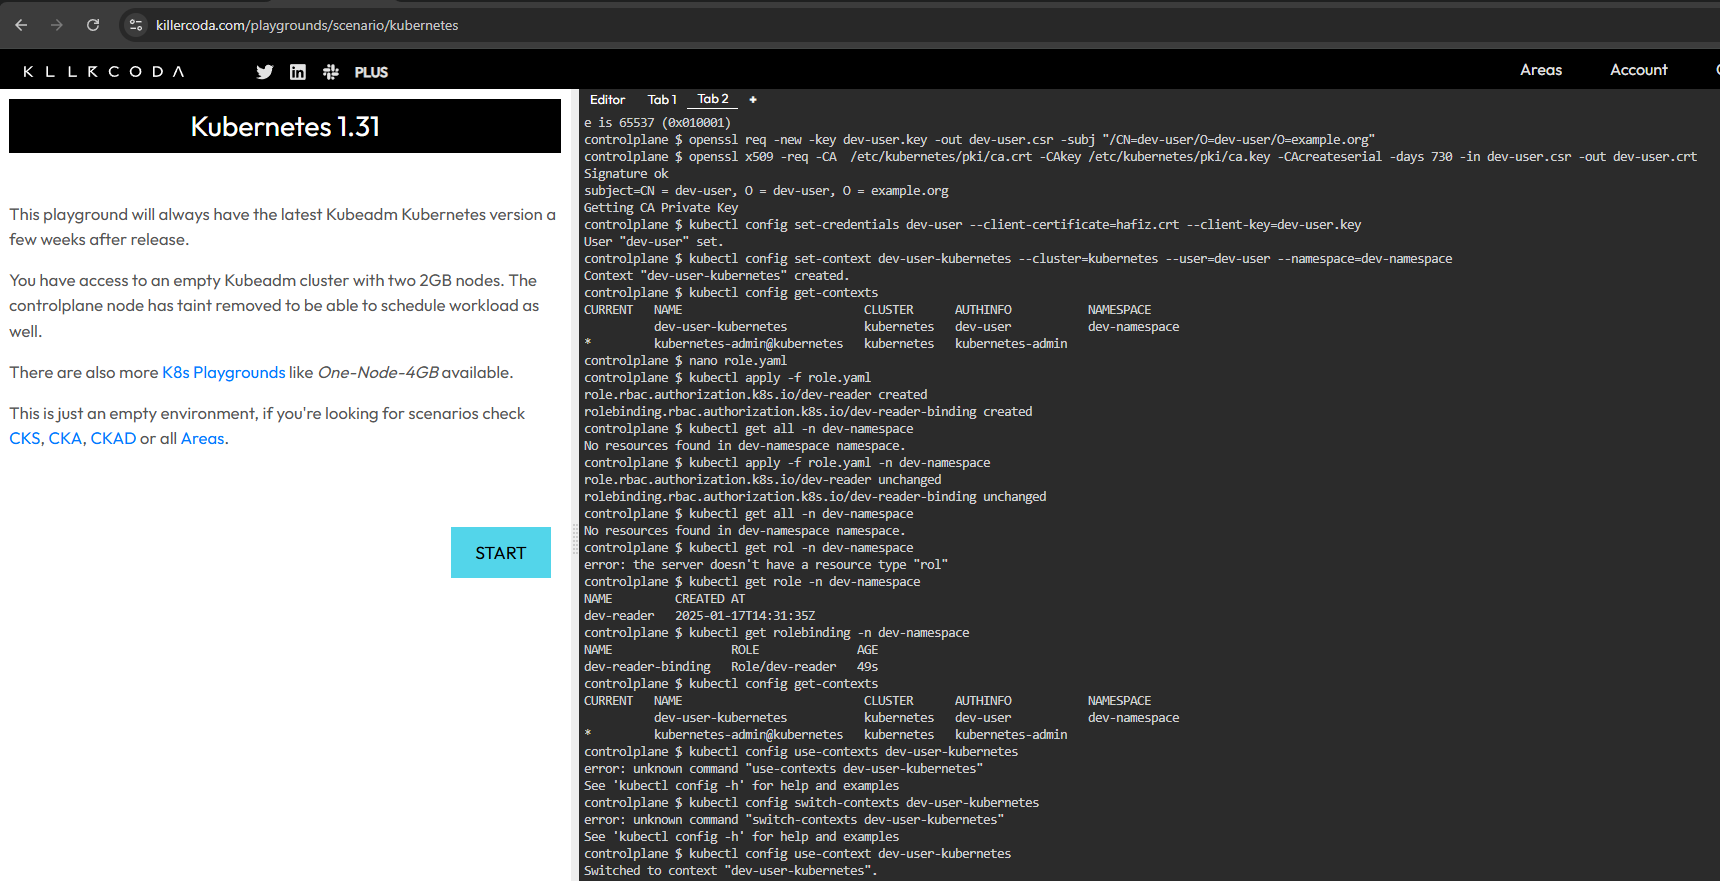 killercoda.com/playgrounds/scenario/kubernetes
KLLRCODA
PLUS
Areas
Account
Kubernetes 1.31
This playground will always have the latest Kubeadm Kubernetes version a
few weeks after release.
You have access to an empty Kubeadm cluster with two 2GB nodes. The
controlplane node has taint removed to be able to schedule workload as
well.
There are also more K8s Playgrounds like One-Node-4GB available.
This is just an empty environment, if you're looking for scenarios check
CKS, CKA, CKAD or all Areas.
START
Editor Tab 1 Tab 2 +
e is 65537 (0x010001)
controlplane $ openssl req -new -key dev-user.key -out dev-user.csr -subj "/CN=dev-user/O=dev-user/O=example.org"
controlplane $ openssl x509 -req -CA  /etc/kubernetes/pki/ca.crt -CAkey /etc/kubernetes/pki/ca.key -CAcreateserial -days 730 -in dev-user.csr -out dev-user.crt
Signature ok
subject=CN = dev-user, O = dev-user, O = example.org
Getting CA Private Key
controlplane $ kubectl config set-credentials dev-user --client-certificate=hafiz.crt --client-key=dev-user.key
User "dev-user" set.
controlplane $ kubectl config set-context dev-user-kubernetes --cluster=kubernetes --user=dev-user --namespace=dev-namespace
Context "dev-user-kubernetes" created.
controlplane $ kubectl config get-contexts
CURRENT   NAME                          CLUSTER      AUTHINFO           NAMESPACE
          dev-user-kubernetes           kubernetes   dev-user           dev-namespace
*         kubernetes-admin@kubernetes   kubernetes   kubernetes-admin
controlplane $ nano role.yaml
controlplane $ kubectl apply -f role.yaml
role.rbac.authorization.k8s.io/dev-reader created
rolebinding.rbac.authorization.k8s.io/dev-reader-binding created
controlplane $ kubectl get all -n dev-namespace
No resources found in dev-namespace namespace.
controlplane $ kubectl apply -f role.yaml -n dev-namespace
role.rbac.authorization.k8s.io/dev-reader unchanged
rolebinding.rbac.authorization.k8s.io/dev-reader-binding unchanged
controlplane $ kubectl get all -n dev-namespace
No resources found in dev-namespace namespace.
controlplane $ kubectl get rol -n dev-namespace
error: the server doesn't have a resource type "rol"
controlplane $ kubectl get role -n dev-namespace
NAME         CREATED AT
dev-reader   2025-01-17T14:31:35Z
controlplane $ kubectl get rolebinding -n dev-namespace
NAME                 ROLE              AGE
dev-reader-binding   Role/dev-reader   49s
controlplane $ kubectl config get-contexts
CURRENT   NAME                          CLUSTER      AUTHINFO           NAMESPACE
          dev-user-kubernetes           kubernetes   dev-user           dev-namespace
*         kubernetes-admin@kubernetes   kubernetes   kubernetes-admin
controlplane $ kubectl config use-contexts dev-user-kubernetes
error: unknown command "use-contexts dev-user-kubernetes"
See 'kubectl config -h' for help and examples
controlplane $ kubectl config switch-contexts dev-user-kubernetes
error: unknown command "switch-contexts dev-user-kubernetes"
See 'kubectl config -h' for help and examples
controlplane $ kubectl config use-context dev-user-kubernetes
Switched to context "dev-user-kubernetes".